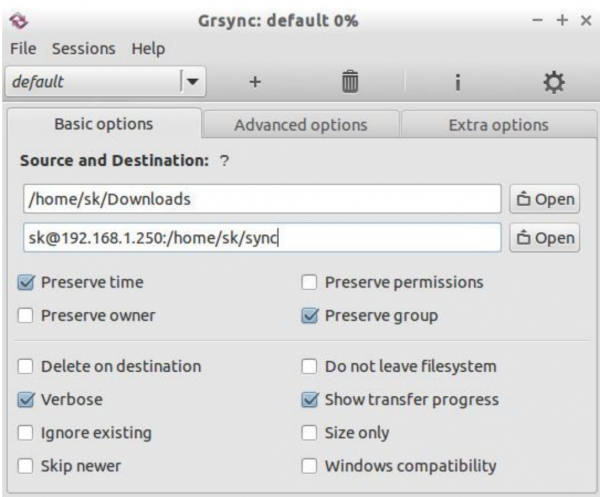 Grsync: default 0%
File Sessions Help
default
Basic options Advanced options Extra options
Source and Destination: ?
/home/sk/Downloads Open
sk@192.168.1.250:/home/sk/sync Open
Preserve time Preserve permissions
Preserve owner Preserve group
Delete on destination Do not leave filesystem
Verbose Show transfer progress
Ignore existing Size only
Skip newer Windows compatibility